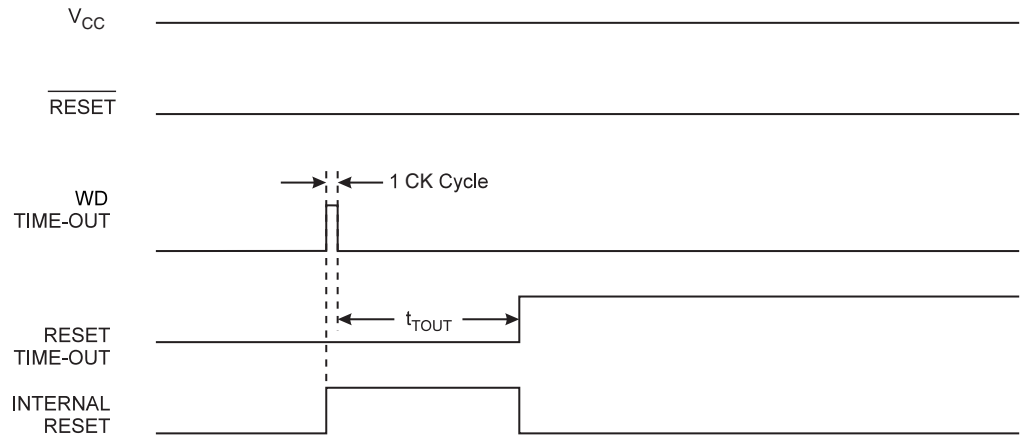 VCC
RESET
1 CK Cycle
WD
TIME-OUT
tTOUT
RESET
TIME-OUT
INTERNAL
RESET